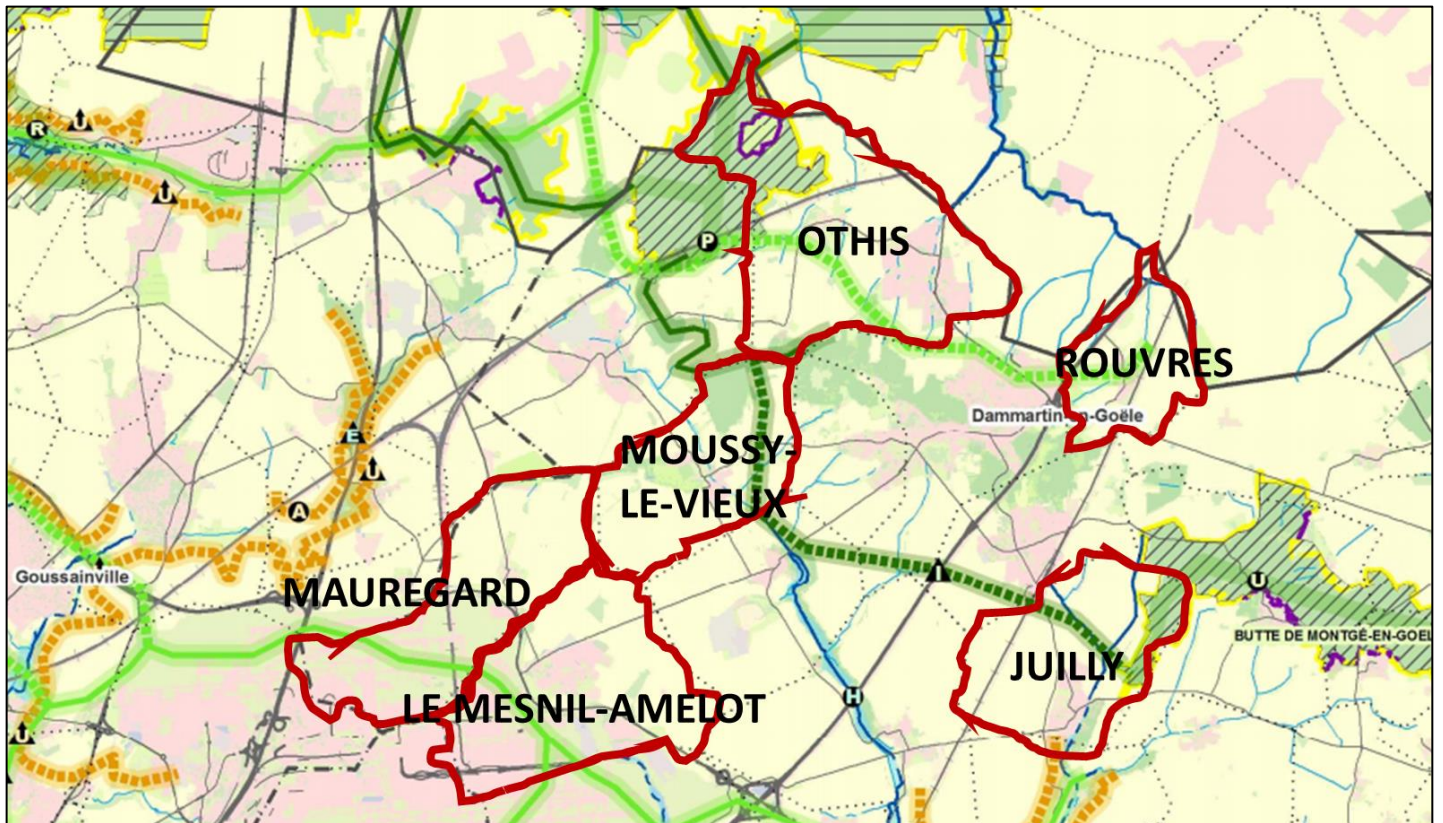 R
U
U
P
OTHIS
ROUVRES
Dammartin-en-Goële
MOUSSY-
LE-VIEUX
E
U
A
Goussainville
MAUREGARD
I
U
BUTTE DE MONTGÉ-EN-GOEL
JUILLY
LE MESNIL-AMELOT
H
U